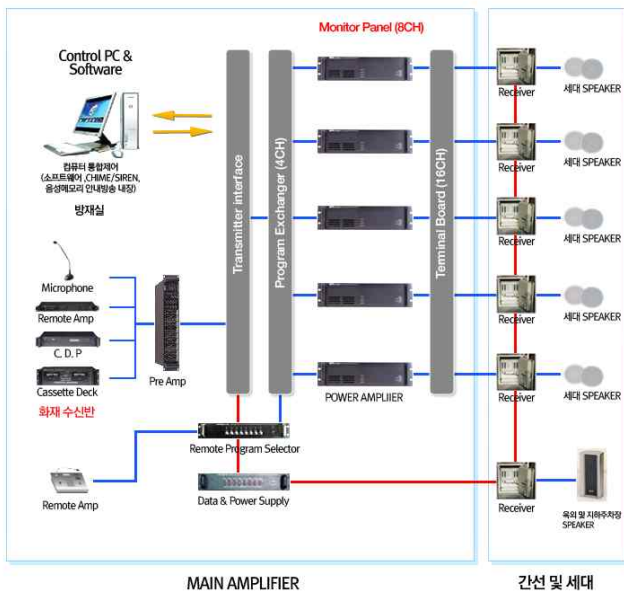 Monitor Panel (8CH)
Control PC &
Software
컴퓨터 통합제어
(소프트웨어 ,CHIME/SIREN,
음성메모리 안내방송 내장)
방재실
Microphone
Remote Amp
C. D. P
Cassette Deck
화재 수신반
Pre Amp
Remote Amp
Transmitter interface
Program Exchanger (4CH)
Terminal Board (16CH)
POWER AMPLIIER
Remote Program Selector
Data & Power Supply
Receiver
세대 SPEAKER
Receiver
세대 SPEAKER
Receiver
세대 SPEAKER
Receiver
세대 SPEAKER
Receiver
세대 SPEAKER
Receiver
옥외 및 지하주차장
SPEAKER
MAIN AMPLIFIER
간선 및 세대